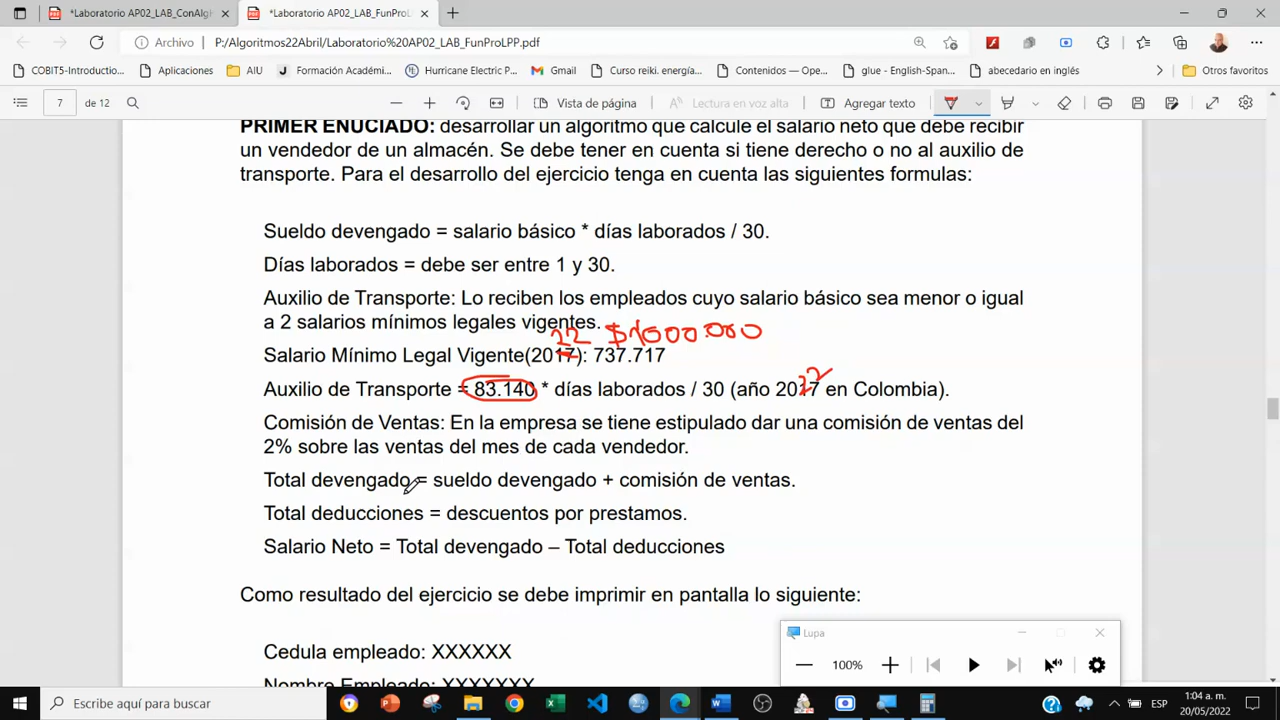 *Laboratorio AP02_ConAlgH
*Laboratorio AP02_LAB_FunPro
Archivo
P:/Algoritmos22Abril/Laboratorio%20AP02_LAB_FunProLPP.pdf
COBIT5-Introductio...
Aplicaciones
AIU
Formación Académi...
Hurricane Electric P...
Gmail
Curso reiki. energía...
Contenidos — Ope...
glue - English-Span...
abecedario en inglés
Otros favoritos
7
de 12
Vista de página
Lectura en voz alta
Agregar texto
PRIMER ENUCIADO: desarrollar un algoritmo que calcule el salario neto que debe recibir
un vendedor de un almacén. Se debe tener en cuenta si tiene derecho o no al auxilio de
transporte. Para el desarrollo del ejercicio tenga en cuenta las siguientes formulas:
Sueldo devengado = salario básico * días laborados / 30.
Días laborados = debe ser entre 1 y 30.
Auxilio de Transporte: Lo reciben los empleados cuyo salario básico sea menor o igual
a 2 salarios mínimos legales vigentes.
22 $1000.000
Salario Mínimo Legal Vigente(2017): 737.717
22
Auxilio de Transporte = 83.140 * días laborados / 30 (año 2017 en Colombia).
Comisión de Ventas: En la empresa se tiene estipulado dar una comisión de ventas del
2% sobre las ventas del mes de cada vendedor.
Total devengado = sueldo devengado + comisión de ventas.
Total deducciones = descuentos por prestamos.
Salario Neto = Total devengado – Total deducciones
Como resultado del ejercicio se debe imprimir en pantalla lo siguiente:
Cedula empleado: XXXXXX
Nombre Empleado: XXXXXXX
Lupa
100%
Escribe aquí para buscar
ESP
1:04 a. m.
20/05/2022